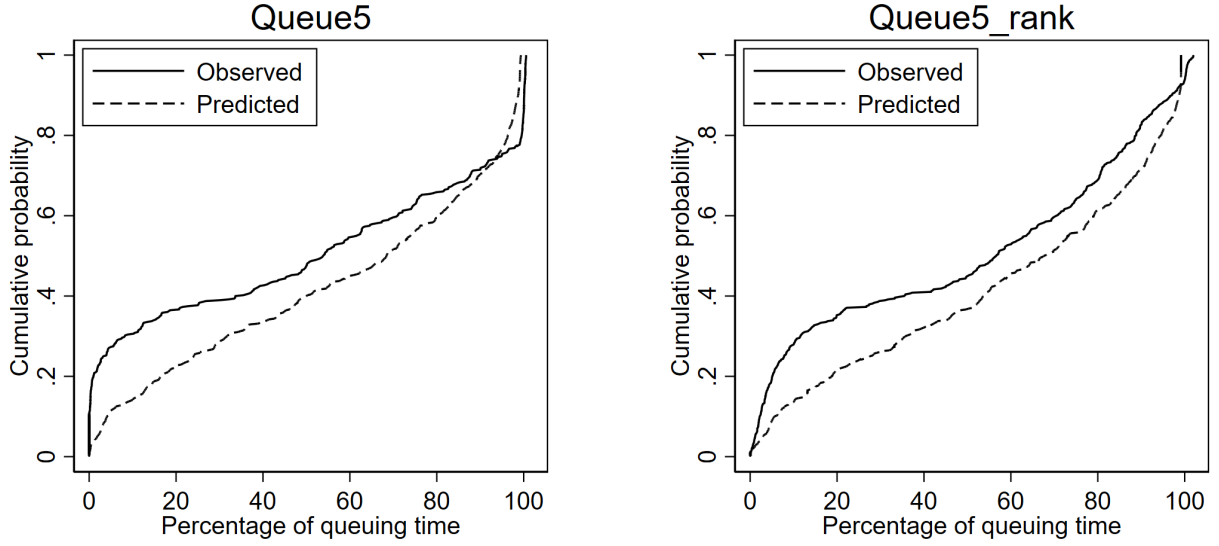 Queue5
Observed
Predicted
Cumulative probability
1
.8
.6
.4
.2
0
0 20 40 60 80 100
Percentage of queuing time
Queue5_rank
Observed
Predicted
Cumulative probability
1
.8
.6
.4
.2
0
0 20 40 60 80 100
Percentage of queuing time